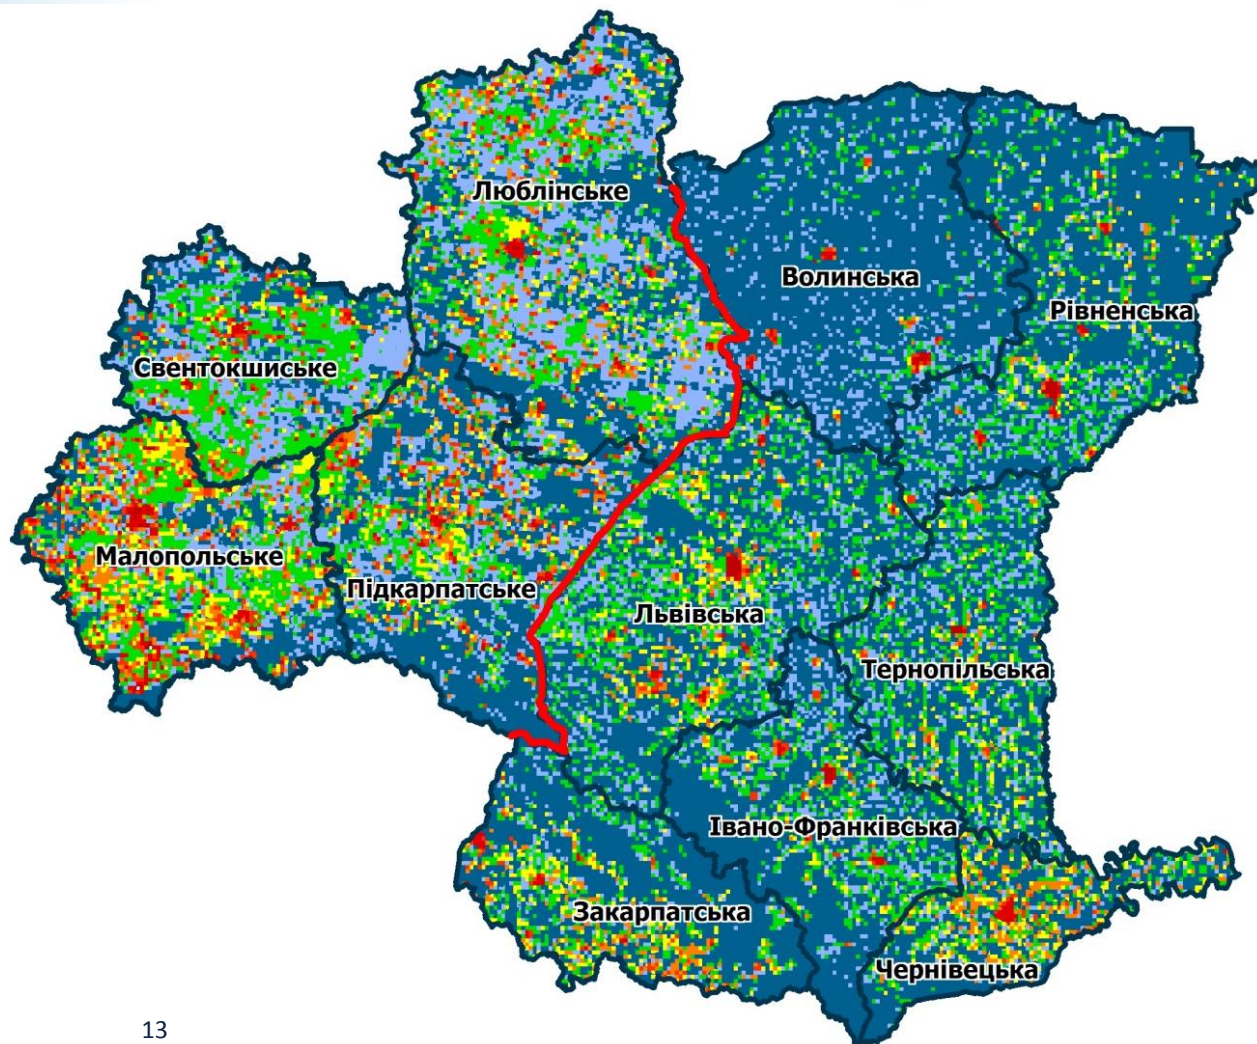 Люблінське
Волинська
Рівненська
Свентокшиське
Малопольське
Підкарпатське
Львівська
Тернопільська
Івано-Франківська
Закарпатська
Чернівецька
13